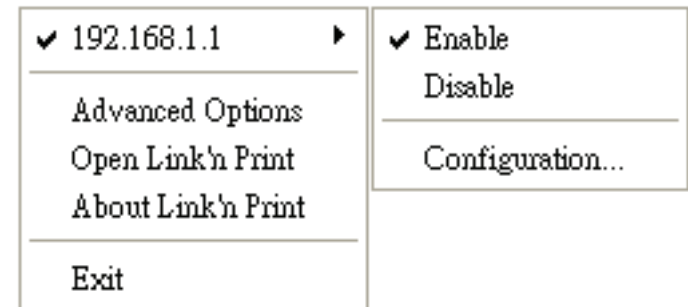 192.168.1.1
Advanced Options
Open Link'n Print
About Link'n Print
Exit
Enable
Disable
Configuration...